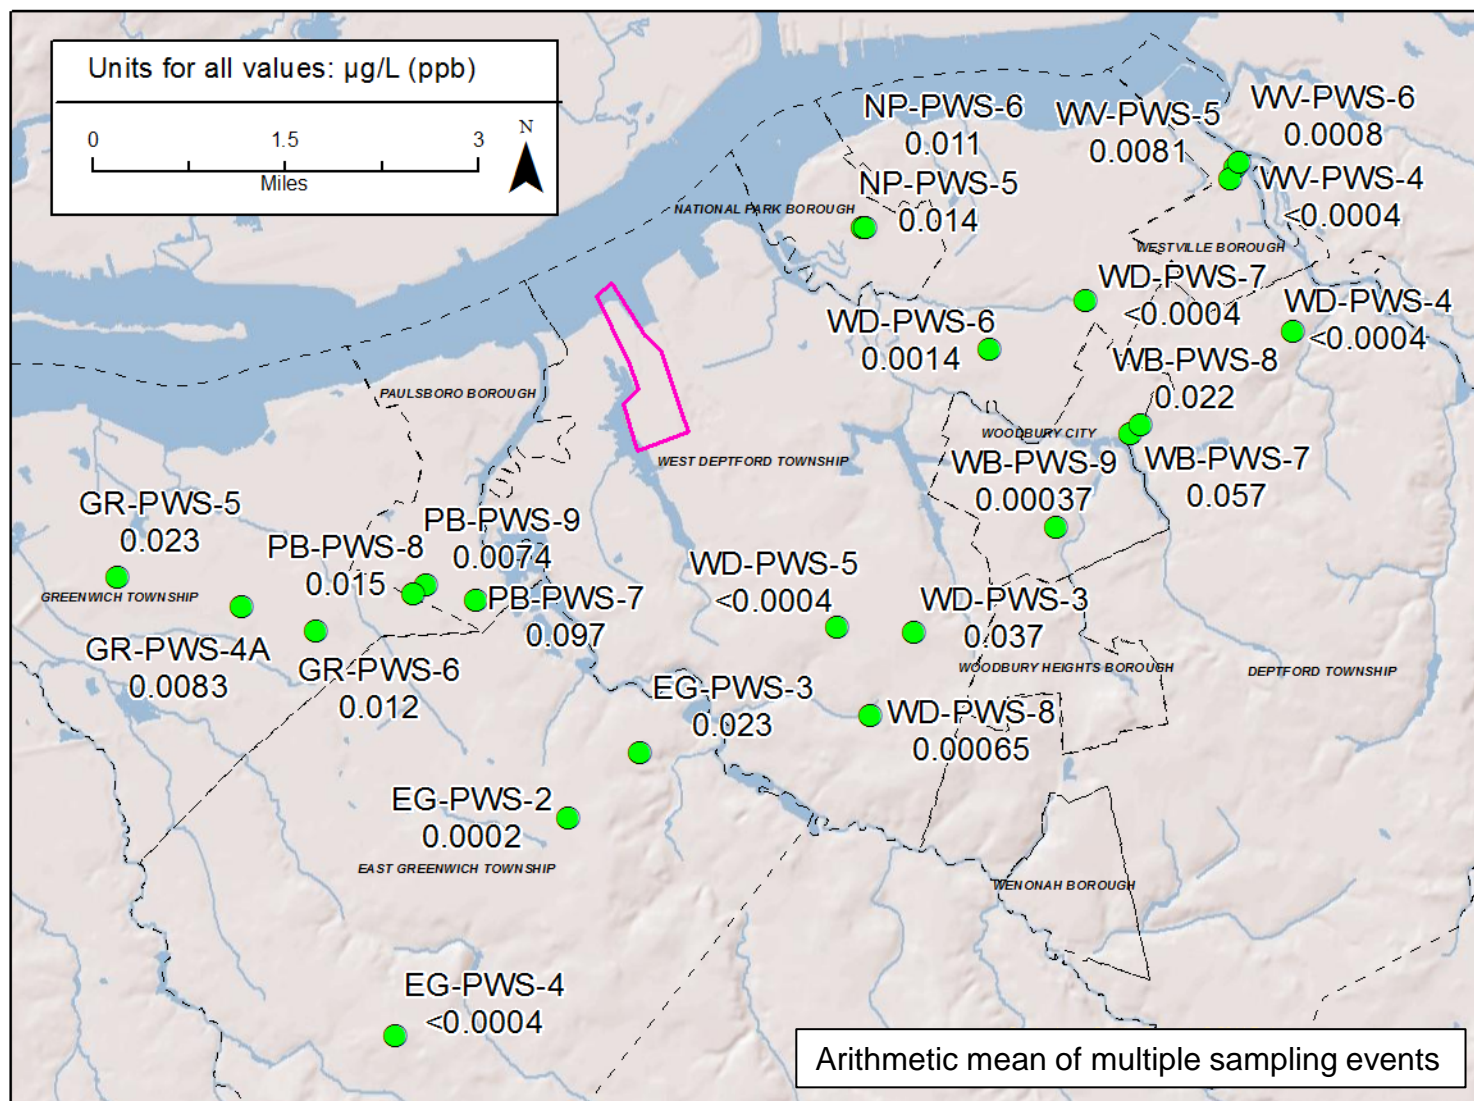 Units for all values: µg/L (ppb)
0
1.5
3
Miles
N
NP-PWS-6
0.011
NP-PWS-5
0.014
NATIONAL PARK BOROUGH
WV-PWS-5
0.0081
WV-PWS-6
0.0008
WV-PWS-4
<0.0004
WESTVILLE BOROUGH
WD-PWS-7
<0.0004
WD-PWS-4
<0.0004
WD-PWS-6
0.0014
WB-PWS-8
0.022
PAULSBORO BOROUGH
WOODBURY CITY
WEST DEPTFORD TOWNSHIP
WB-PWS-9
0.00037
WB-PWS-7
0.057
GR-PWS-5
0.023
PB-PWS-9
0.0074
PB-PWS-8
0.015
GREENWICH TOWNSHIP
PB-PWS-7
0.097
WD-PWS-5
<0.0004
WD-PWS-3
0.037
GR-PWS-4A
0.0083
GR-PWS-6
0.012
WOODBURY HEIGHTS BOROUGH
DEPTFORD TOWNSHIP
EG-PWS-3
0.023
WD-PWS-8
0.00065
EG-PWS-2
0.0002
EAST GREENWICH TOWNSHIP
WENONAH BOROUGH
EG-PWS-4
<0.0004
Arithmetic mean of multiple sampling events